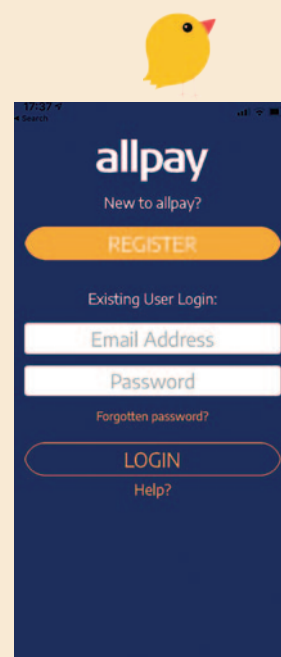 17:37
◀ Search
allpay
New to allpay?
REGISTER
Existing User Login:
Email Address
Password
Forgotten password?
LOGIN
Help?